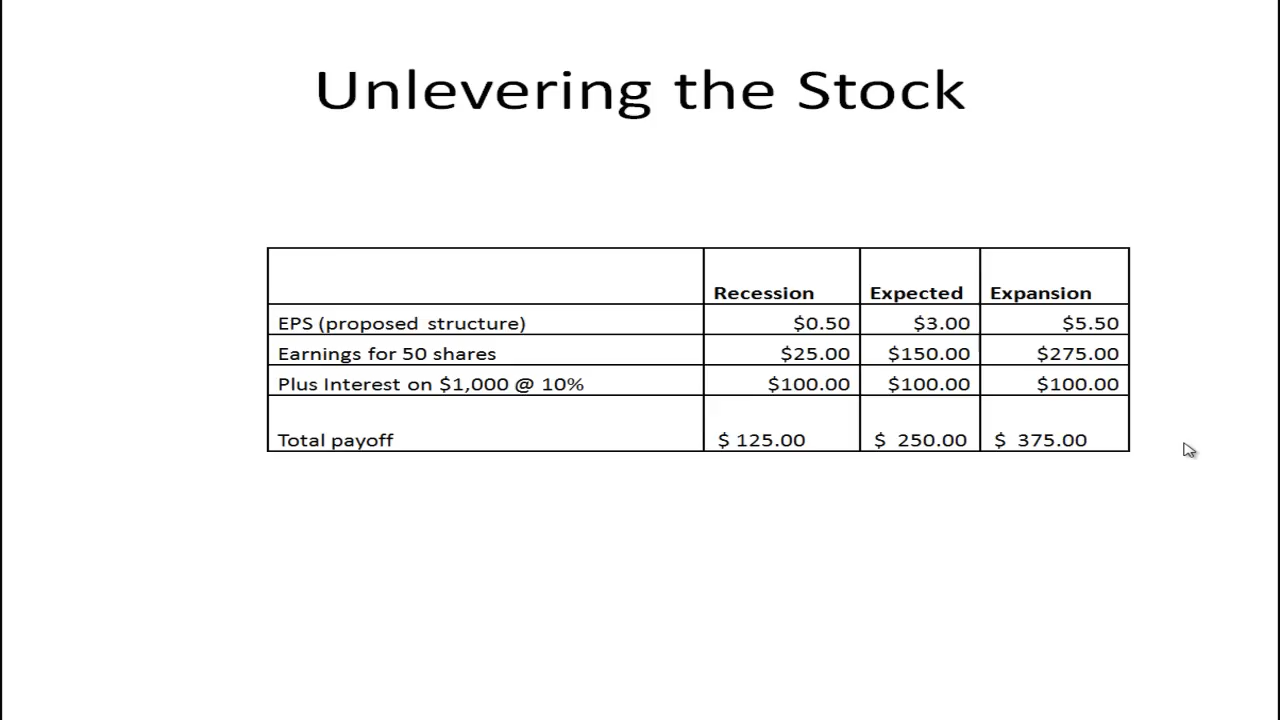 Unlevering the Stock
Recession Expected Expansion
EPS (proposed structure) $0.50 $3.00 $5.50
Earnings for 50 shares $25.00 $150.00 $275.00
Plus Interest on $1,000 @ 10% $100.00 $100.00 $100.00
Total payoff $ 125.00 $ 250.00 $ 375.00